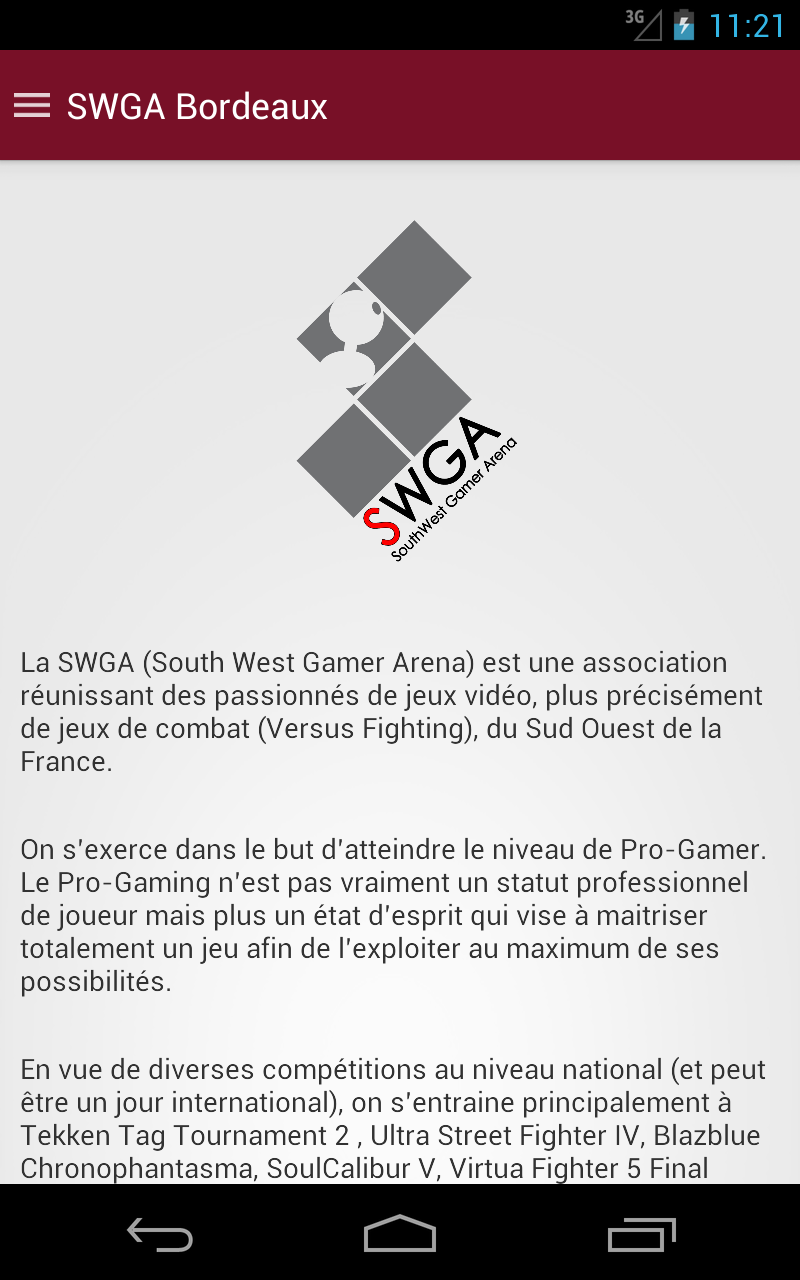 3G 11:21
SWGA Bordeaux
SWGA
SouthWest Gamer Arena
La SWGA (South West Gamer Arena) est une association
réunissant des passionnés de jeux vidéo, plus précisément
de jeux de combat (Versus Fighting), du Sud Ouest de la
France.
On s'exerce dans le but d'atteindre le niveau de Pro-Gamer.
Le Pro-Gaming n'est pas vraiment un statut professionnel
de joueur mais plus un état d'esprit qui vise à maitriser
totalement un jeu afin de l'exploiter au maximum de ses
possibilités.
En vue de diverses compétitions au niveau national (et peut
être un jour international), on s'entraine principalement à
Tekken Tag Tournament 2 , Ultra Street Fighter IV, Blazblue
Chronophantasma, SoulCalibur V, Virtua Fighter 5 Final